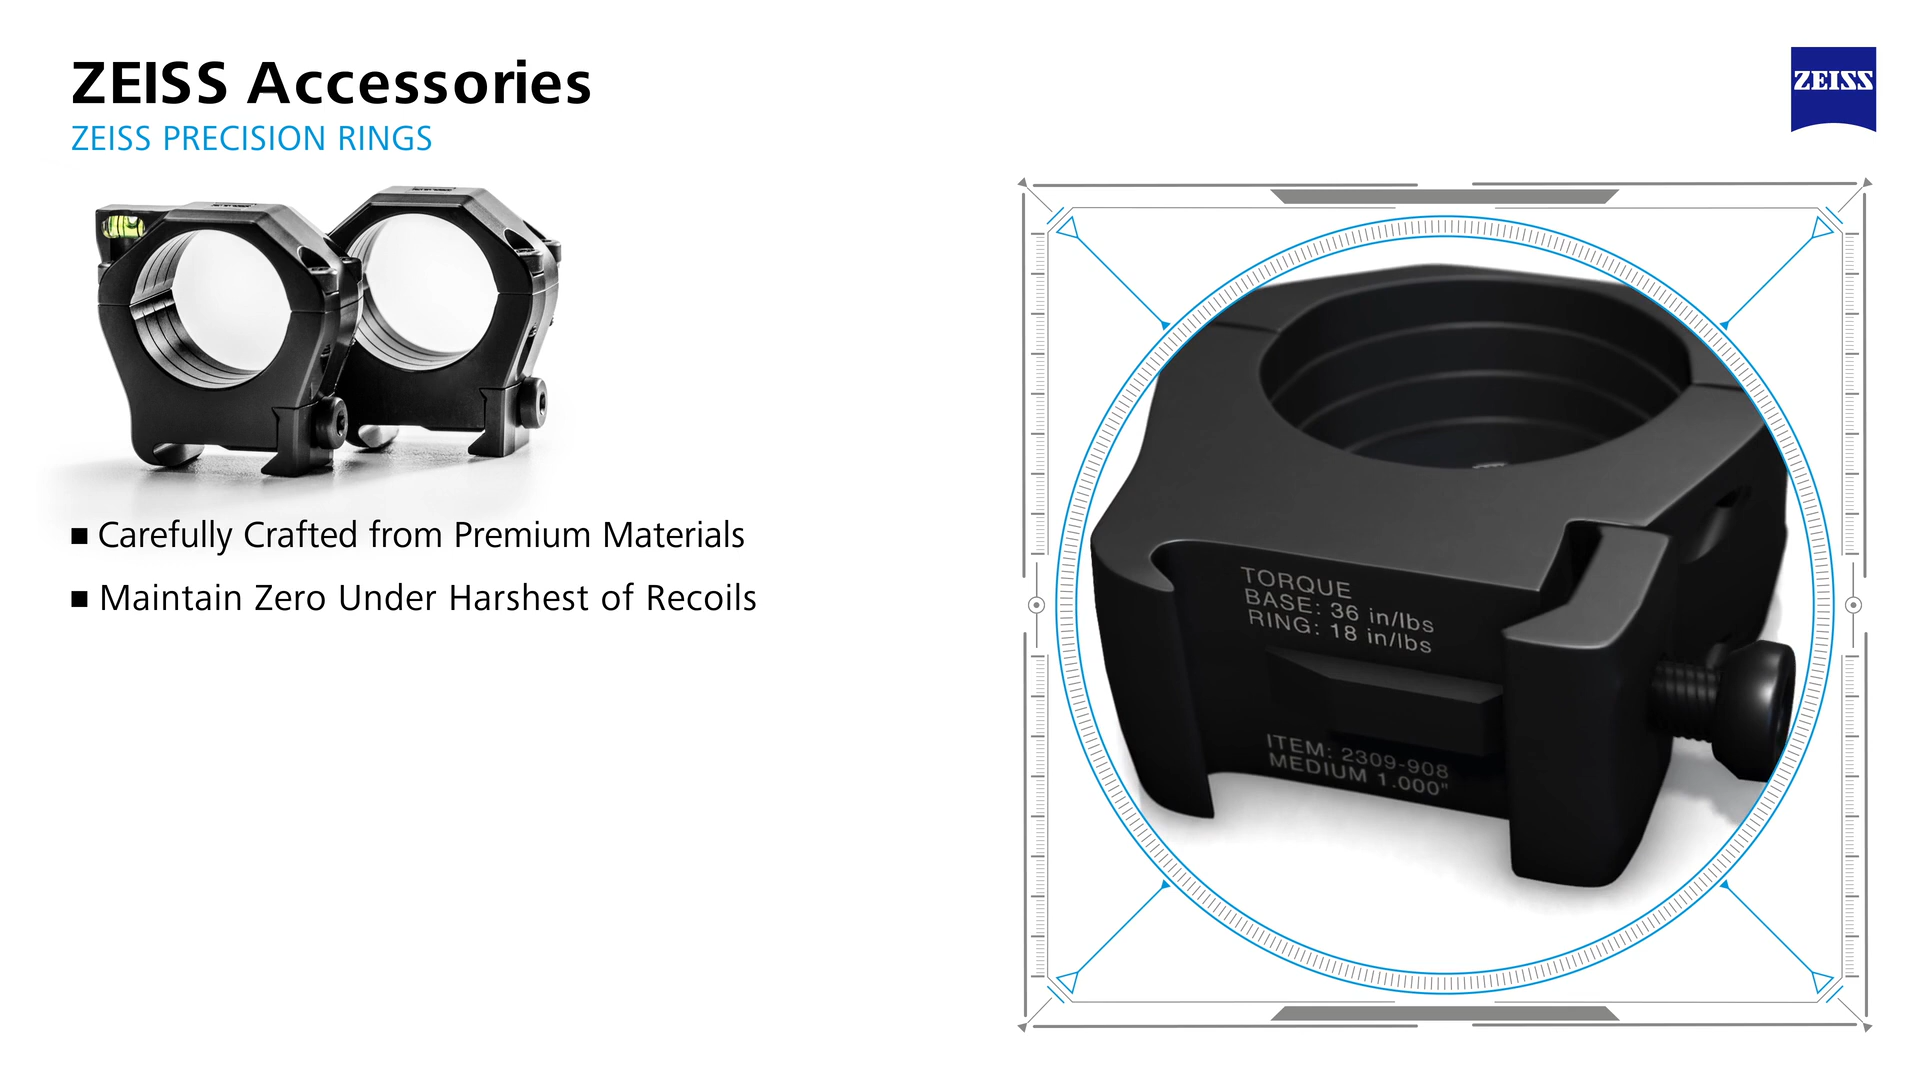 ZEISS Accessories
ZEISS PRECISION RINGS
ZEISS
■ Carefully Crafted from Premium Materials
■ Maintain Zero Under Harshest of Recoils
TORQUE
BASE: 36 in/lbs
RING: 18 in/lbs
ITEM: 2309-908
MEDIUM 1.000"